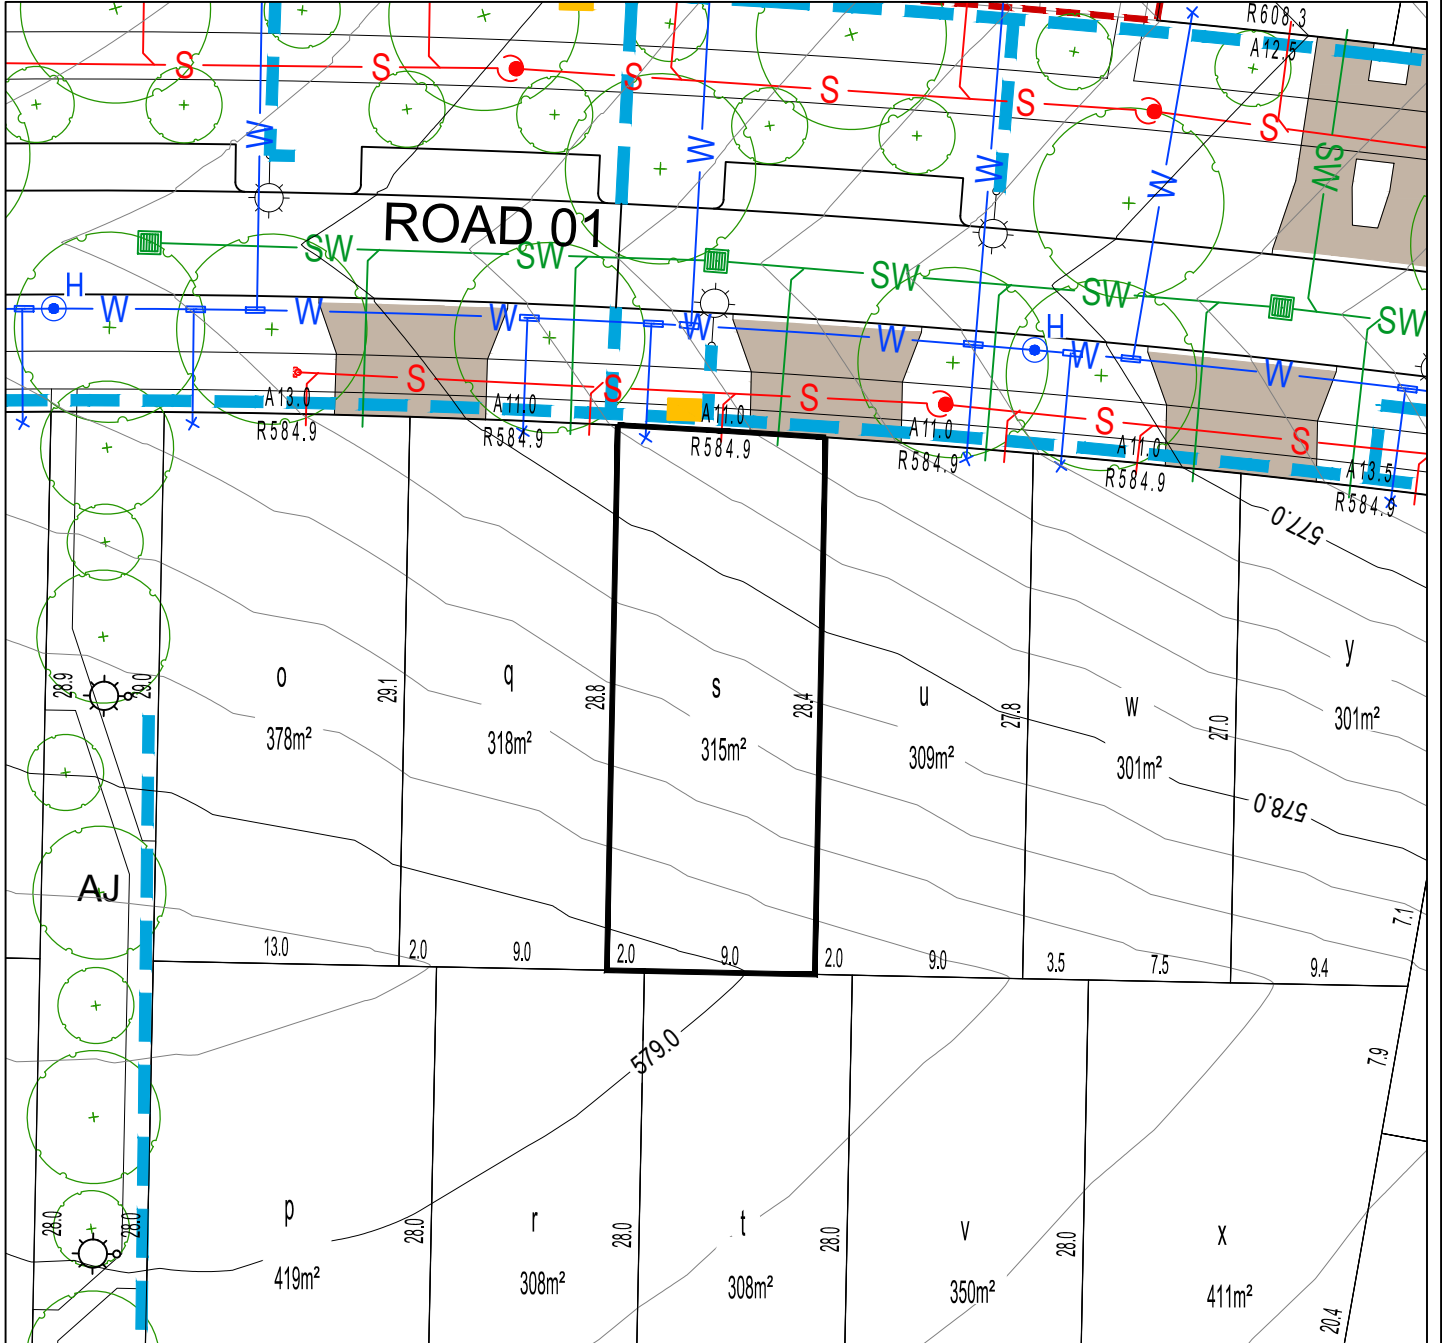 R608.3
A12.5
S
S
S
S
S
S
W
W
W
W
SW
ROAD 01
SW
SW
SW
SW
SW
H
W
W
W
W
W
H
W
W
S
S
S
S
S
A13.0
R584.9
A11.0
R584.9
A11.0
R584.9
A11.0
R584.9
A11.0
R584.9
A13.5
R584.9
577.0
28.9
29.0
o
378m²
29.1
q
318m²
28.8
s
315m²
28.4
u
309m²
27.8
w
301m²
27.0
y
301m²
578.0
AJ
13.0
2.0
9.0
2.0
9.0
2.0
9.0
3.5
7.5
9.4
7.1
579.0
7.9
28.0
28.0
p
419m²
28.0
r
308m²
28.0
t
308m²
28.0
v
350m²
28.0
x
411m²
20.4